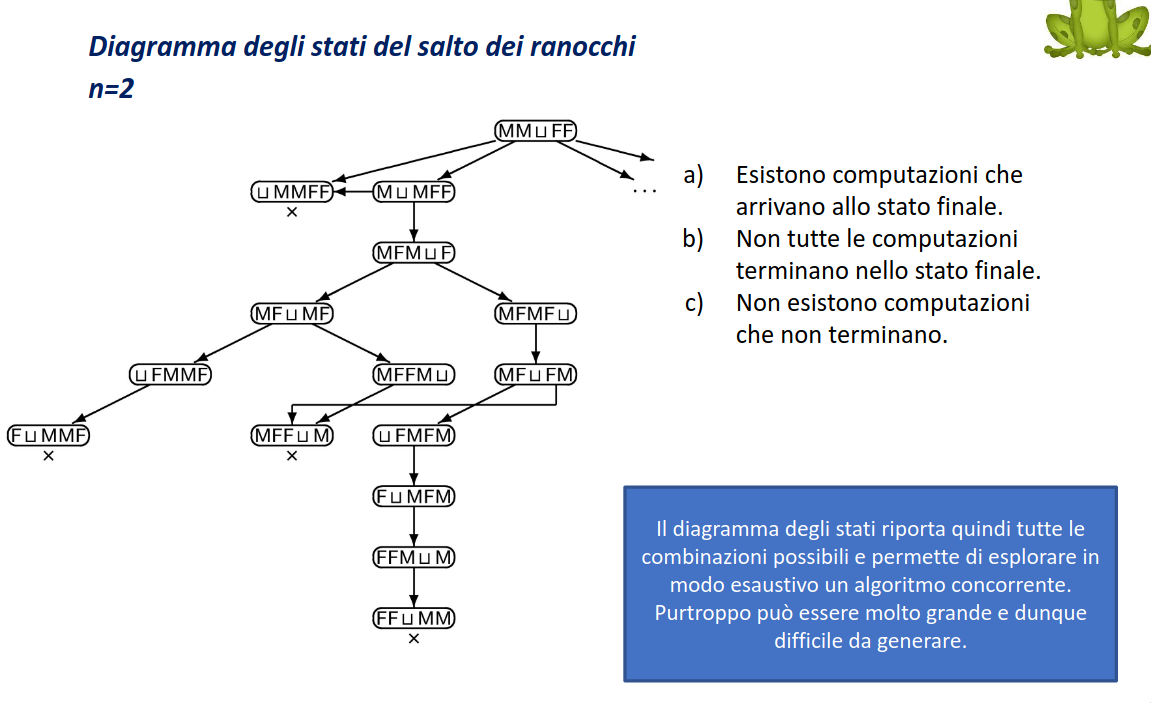 Diagramma degli stati del salto dei ranocchi
n=2
MM⊔FF
⊔MMFF
M⊔MFF
...
×
MFM⊔F
MF⊔MF
MFMF⊔
⊔FMMF
MFFM⊔
MF⊔FM
F⊔MMF
MFF⊔M
⊔FMFM
×
×
F⊔MFM
FFM⊔M
FF⊔MM
×
a) Esistono computazioni che
arrivano allo stato finale.
b) Non tutte le computazioni
terminano nello stato finale.
c) Non esistono computazioni
che non terminano.
Il diagramma degli stati riporta quindi tutte le
combinazioni possibili e permette di esplorare in
modo esaustivo un algoritmo concorrente.
Purtroppo può essere molto grande e dunque
difficile da generare.